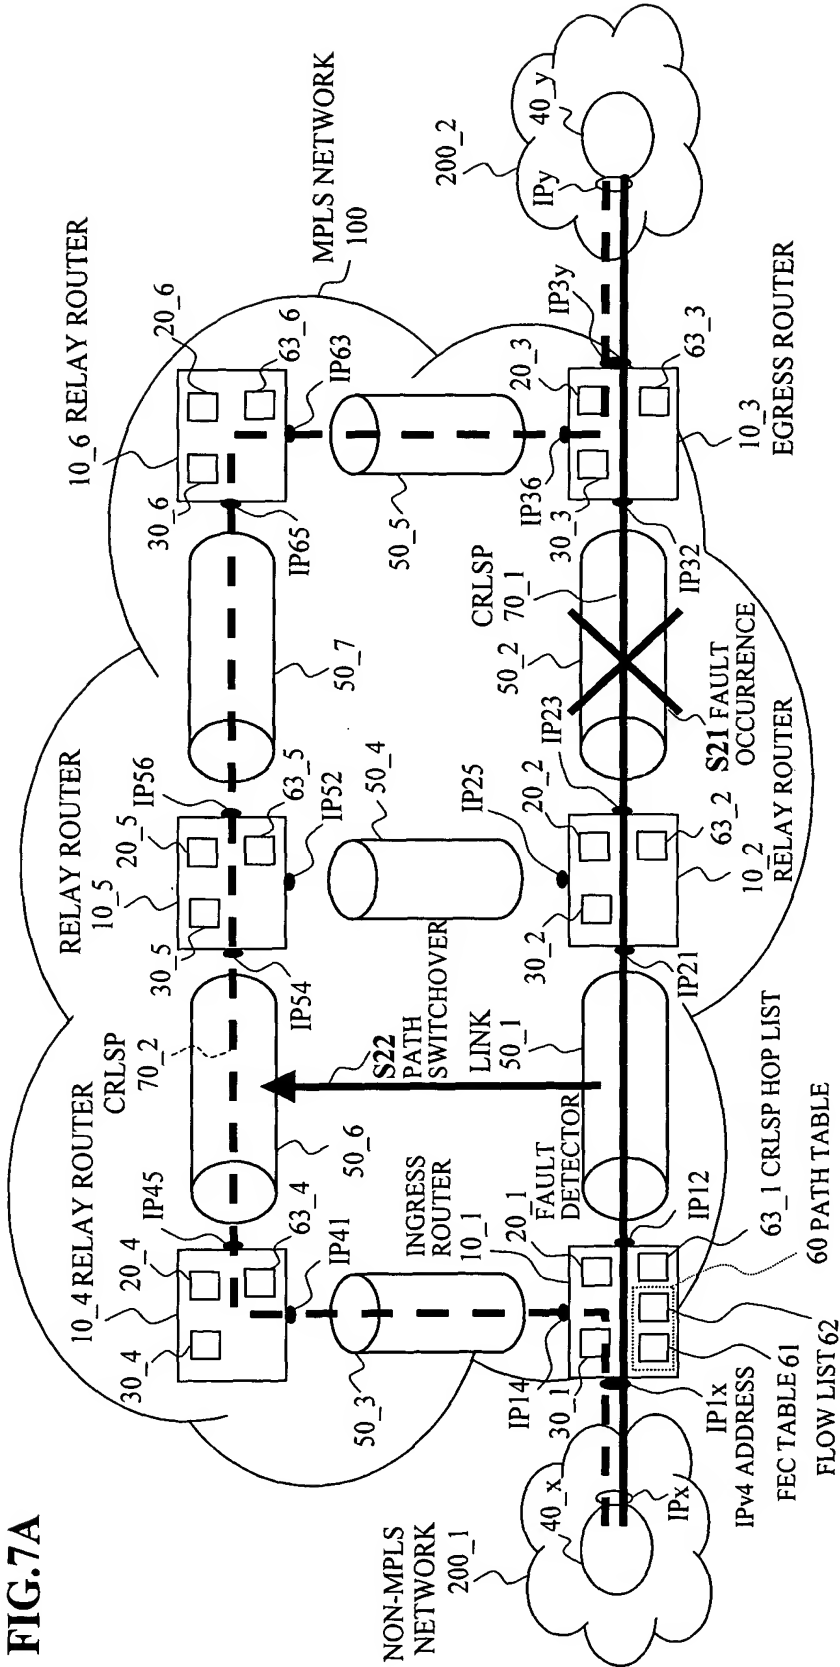 FIG.7A
NON-MPLS
NETWORK
200_1
40_x
IPx
IPv4 ADDRESS
IP1x
FEC TABLE 61
FLOW LIST 62
60 PATH TABLE
63_1 CRLSP HOP LIST
INGRESS
ROUTER
10_1
20_1
FAULT
DETECTOR
30_1
IP14
IP12
50_3
10_4 RELAY ROUTER
20_4
30_4
63_4
IP45
IP41
CRLSP
70_2
50_6
S22
PATH
SWITCHOVER
LINK
50_1
RELAY ROUTER
10_5
20_5
30_5
63_5
IP54
IP56
IP52
50_4
IP25
20_2
30_2
63_2
IP21
IP23
10_2
RELAY ROUTER
50_7
CRLSP
70_1
50_2
S21 FAULT
OCCURRENCE
IP32
10_6 RELAY ROUTER
20_6
30_6
63_6
IP65
IP63
50_5
IP36
30_3
20_3
63_3
IP3y
10_3
EGRESS ROUTER
MPLS NETWORK
100
200_2
40_y
IPy